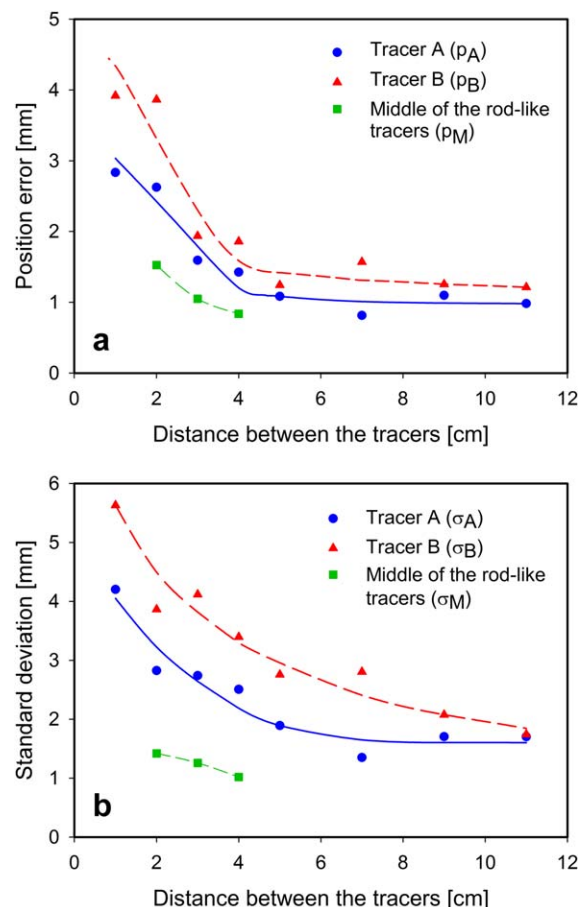 5
4
3
2
1
0
Position error [mm]
Tracer A (pA)
Tracer B (pB)
Middle of the rod-like
tracers (pM)
a
0 2 4 6 8 10 12
Distance between the tracers [cm]
6
5
4
3
2
1
0
Standard deviation [mm]
Tracer A (σA)
Tracer B (σB)
Middle of the rod-like
tracers (σM)
b
0 2 4 6 8 10 12
Distance between the tracers [cm]